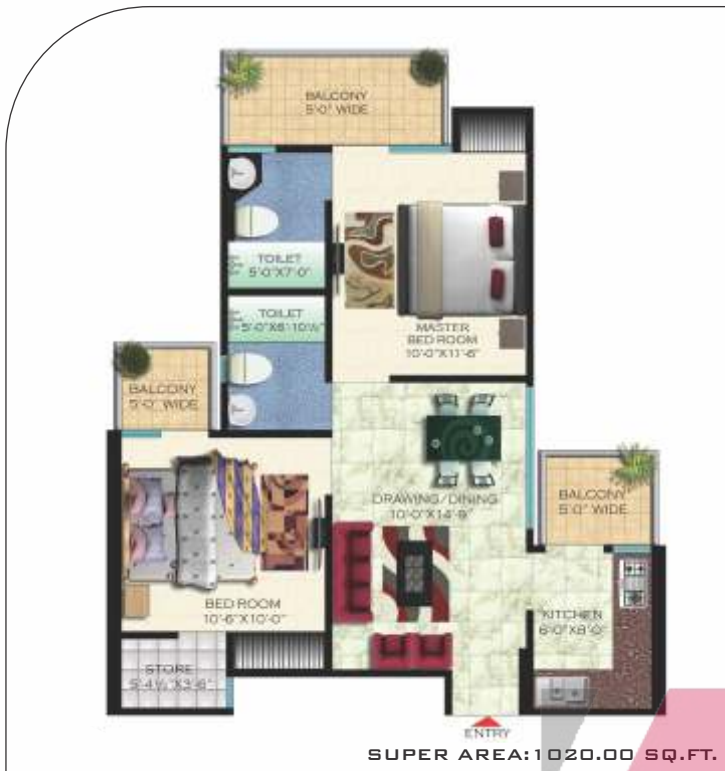 BALCONY
5'-0" WIDE
TOILET
5'-0"X7'-0"
TOILET
5'-0"X6'-10½"
MASTER
BED ROOM
10'-0"X11'-6"
BALCONY
5'-0" WIDE
DRAWING/DINING
10'-0"X14'-9"
BALCONY
5'-0" WIDE
BED ROOM
10'-6"X10'-0"
KITCHEN
6'-0"X8'-0"
STORE
5'-4½"X3'-6"
ENTRY
SUPER AREA:1020.00 SQ.FT.